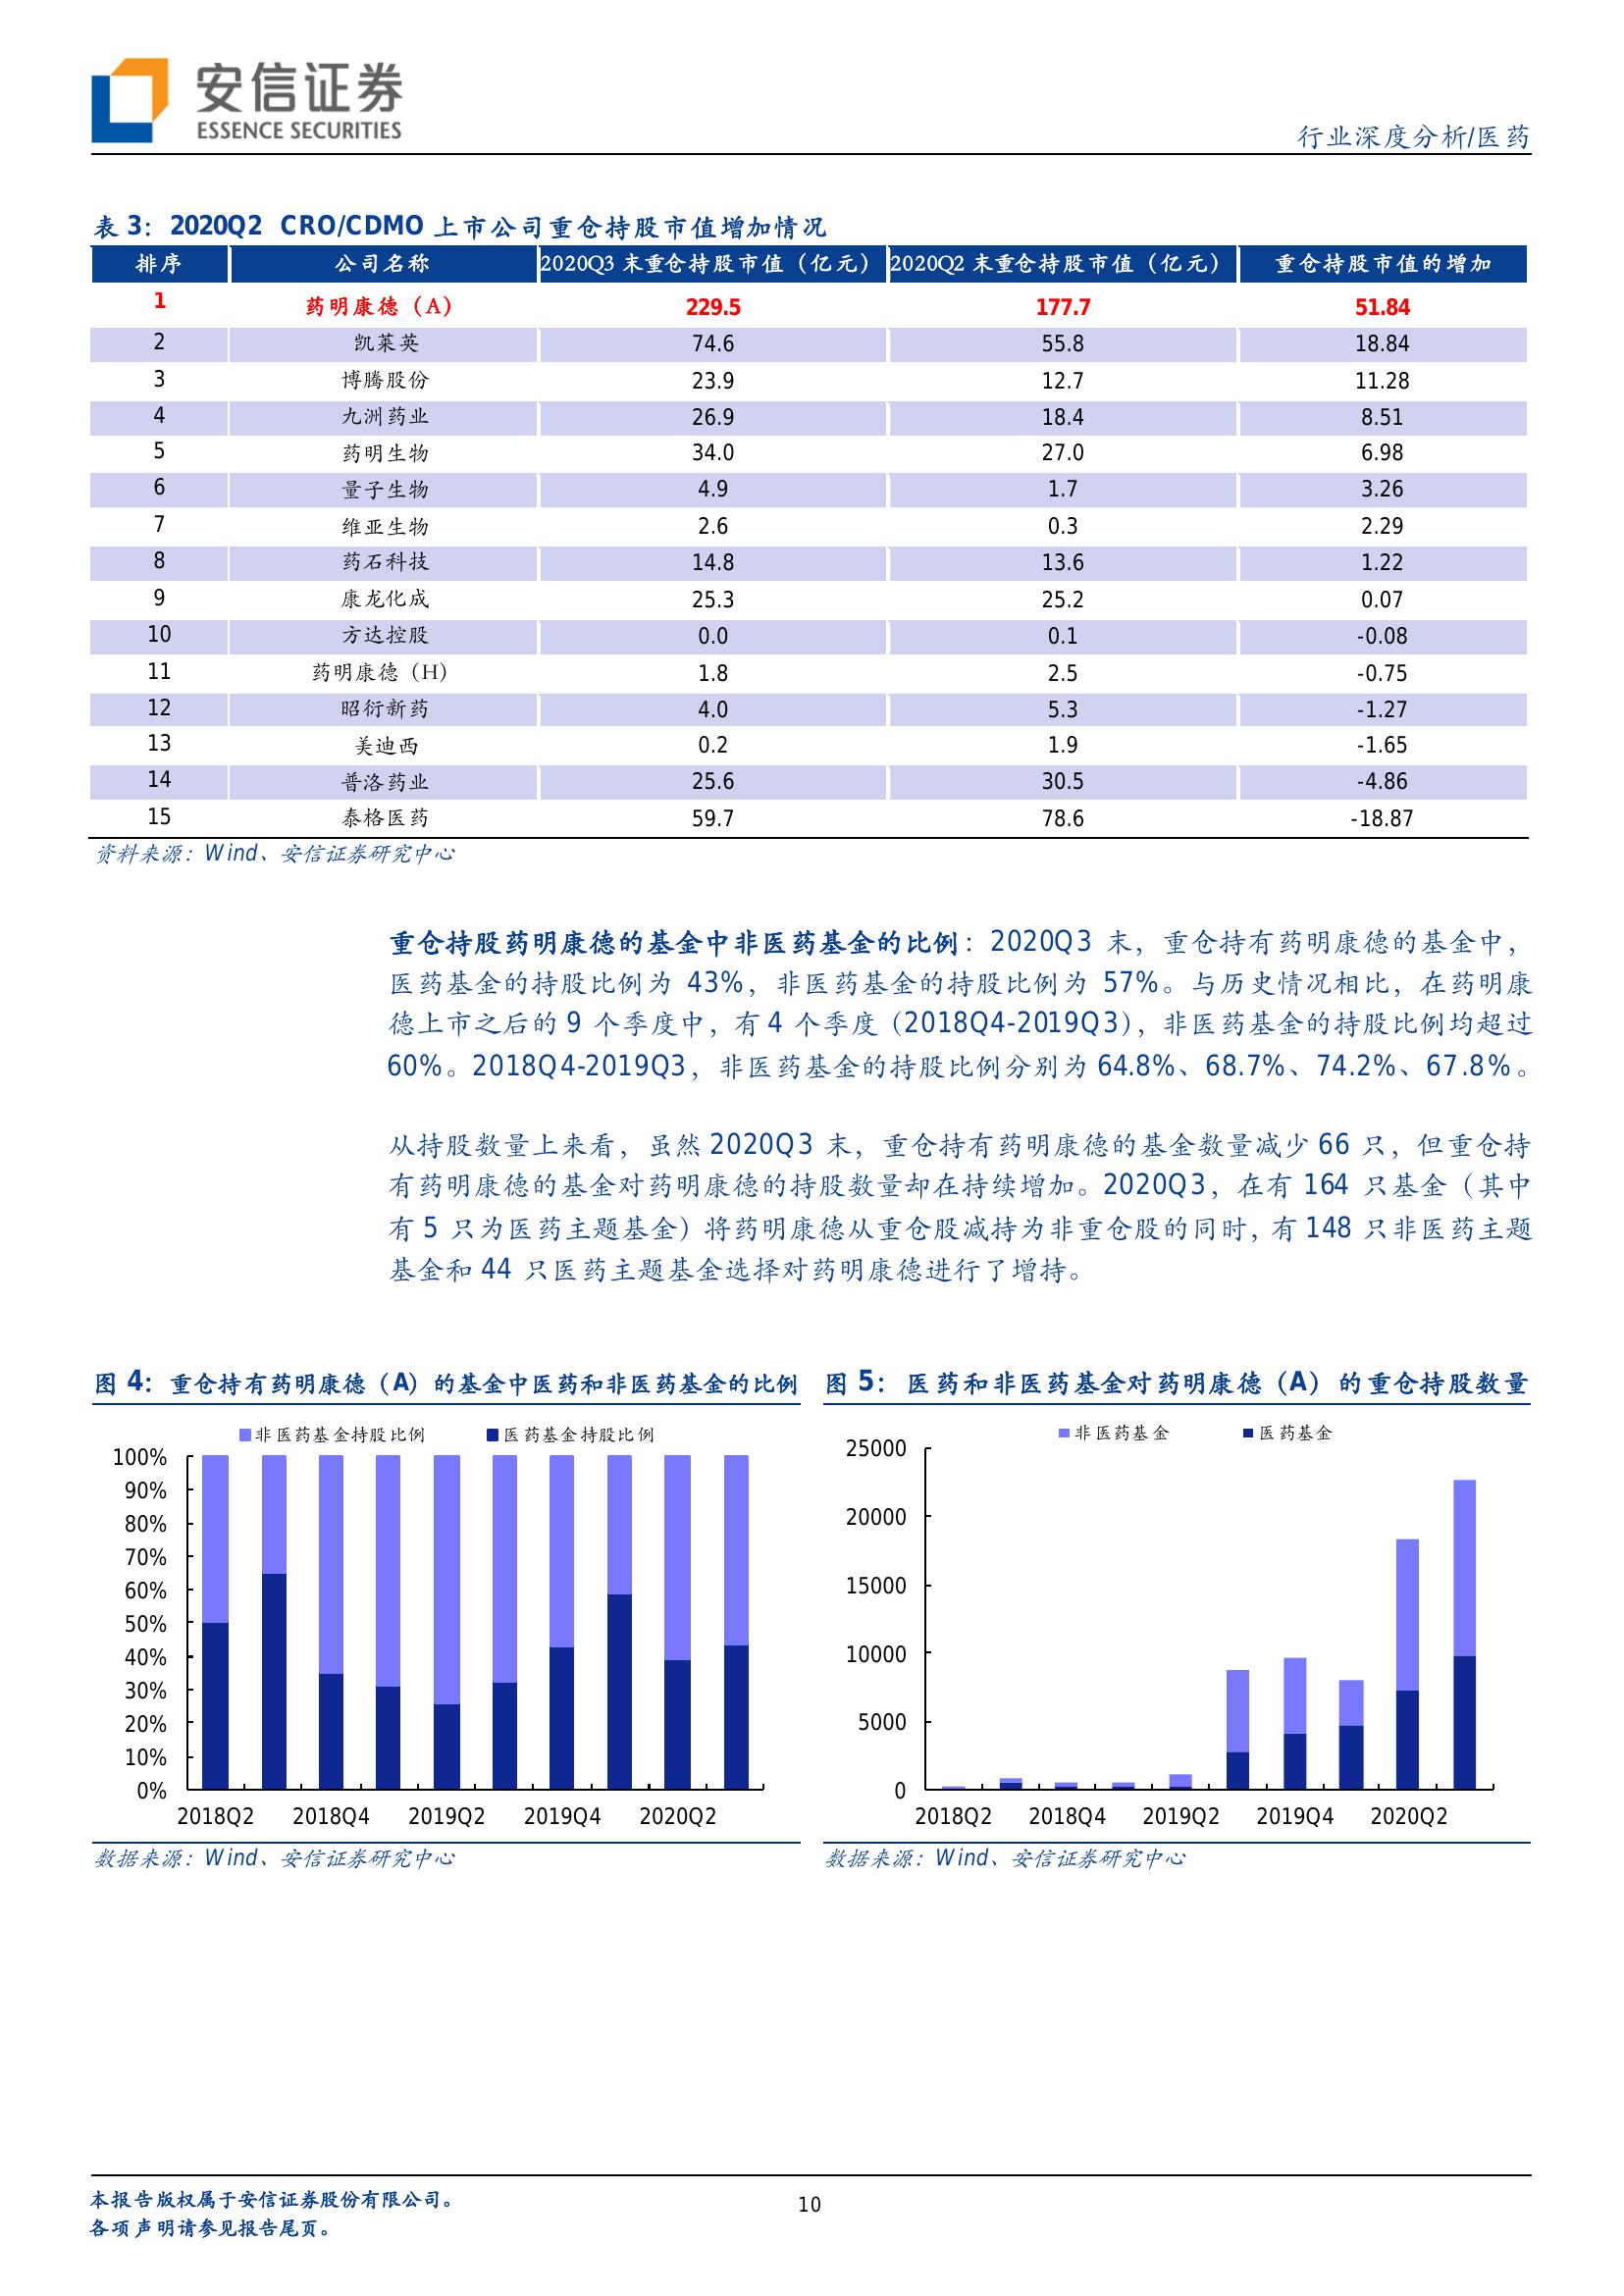 安信证券
ESSENCE SECURITIES
行业深度分析/医药
表 3：2020Q2 CRO/CDMO 上市公司重仓持股市值增加情况
排序 公司名称 2020Q3 末重仓持股市值（亿元） 2020Q2 末重仓持股市值（亿元） 重仓持股市值的增加
1 药明康德（A） 229.5 177.7 51.84
2 凯莱英 74.6 55.8 18.84
3 博腾股份 23.9 12.7 11.28
4 九洲药业 26.9 18.4 8.51
5 药明生物 34.0 27.0 6.98
6 量子生物 4.9 1.7 3.26
7 维亚生物 2.6 0.3 2.29
8 药石科技 14.8 13.6 1.22
9 康龙化成 25.3 25.2 0.07
10 方达控股 0.0 0.1 -0.08
11 药明康德（H） 1.8 2.5 -0.75
12 昭衍新药 4.0 5.3 -1.27
13 美迪西 0.2 1.9 -1.65
14 普洛药业 25.6 30.5 -4.86
15 泰格医药 59.7 78.6 -18.87
资料来源：Wind、安信证券研究中心
重仓持股药明康德的基金中非医药基金的比例：2020Q3 末，重仓持有药明康德的基金中，
医药基金的持股比例为 43%，非医药基金的持股比例为 57%。与历史情况相比，在药明康
德上市之后的 9 个季度中，有 4 个季度（2018Q4-2019Q3），非医药基金的持股比例均超过
60%。2018Q4-2019Q3，非医药基金的持股比例分别为 64.8%、68.7%、74.2%、67.8%。
从持股数量上来看，虽然 2020Q3 末，重仓持有药明康德的基金数量减少 66 只，但重仓持
有药明康德的基金对药明康德的持股数量却在持续增加。2020Q3，在有 164 只基金（其中
有 5 只为医药主题基金）将药明康德从重仓股减持为非重仓股的同时，有 148 只非医药主题
基金和 44 只医药主题基金选择对药明康德进行了增持。
图 4：重仓持有药明康德（A）的基金中医药和非医药基金的比例
非医药基金持股比例 医药基金持股比例
100%
90%
80%
70%
60%
50%
40%
30%
20%
10%
0%
2018Q2 2018Q4 2019Q2 2019Q4 2020Q2
数据来源：Wind、安信证券研究中心
图 5：医药和非医药基金对药明康德（A）的重仓持股数量
非医药基金 医药基金
25000
20000
15000
10000
5000
0
2018Q2 2018Q4 2019Q2 2019Q4 2020Q2
数据来源：Wind、安信证券研究中心
本报告版权属于安信证券股份有限公司。
各项声明请参见报告尾页。
10